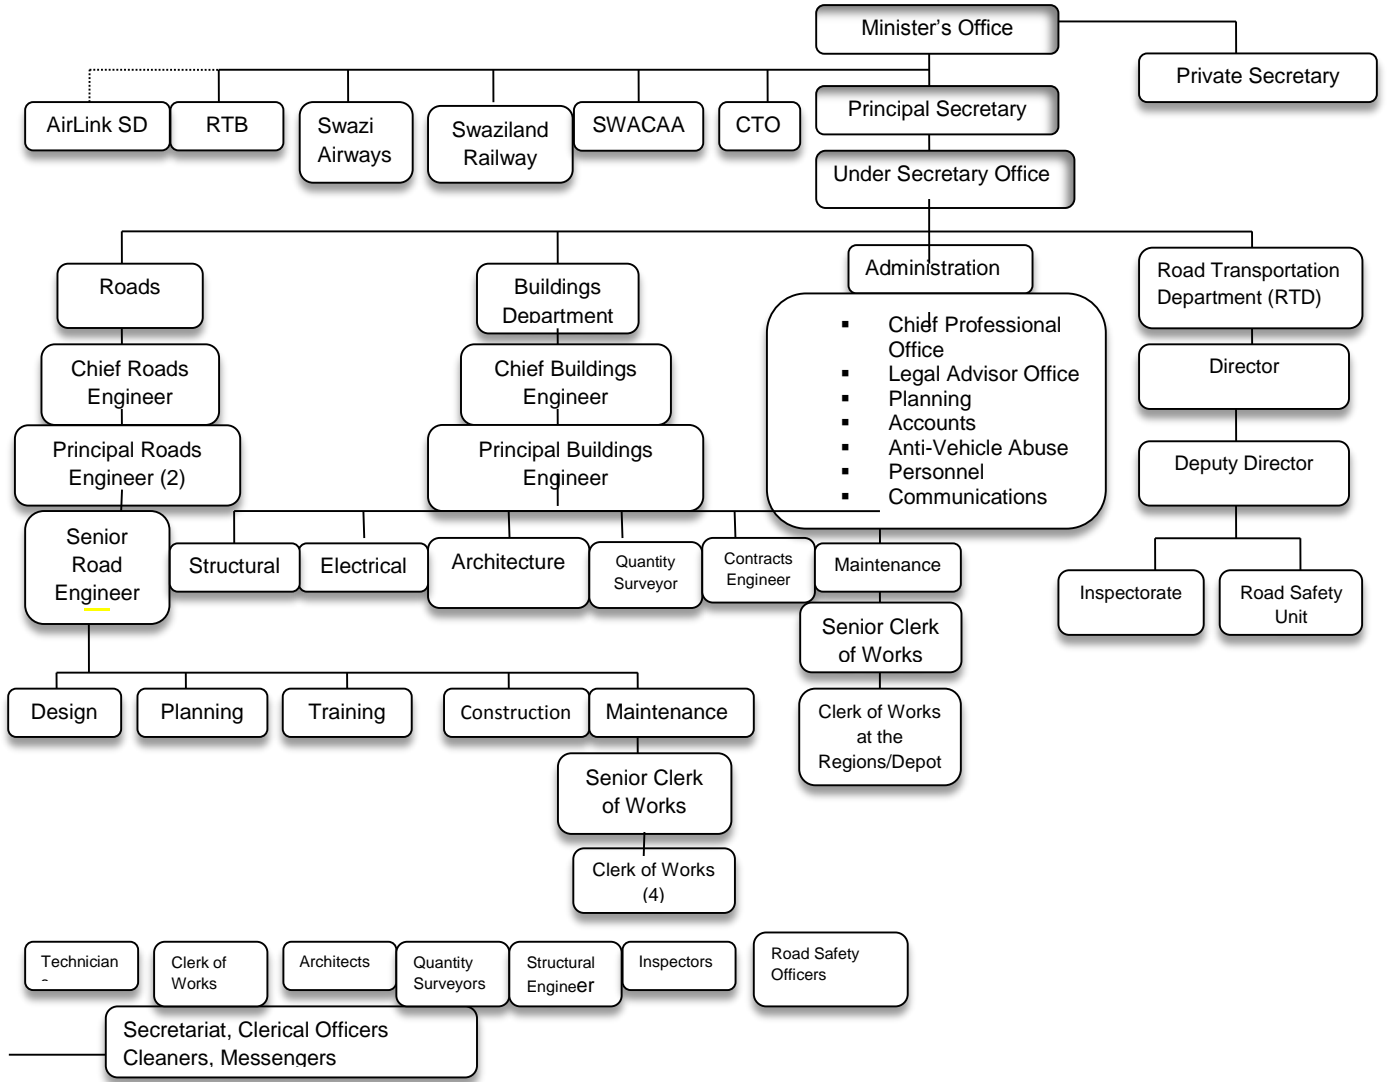 Minister's Office
Private Secretary
AirLink SD
RTB
Swazi
Airways
Swaziland
Railway
SWACAA
CTO
Principal Secretary
Under Secretary Office
Roads
Buildings
Department
Administration
Road Transportation
Department (RTD)
Chief Roads
Engineer
Chief Buildings
Engineer
▪ Chief Professional
Office
▪ Legal Advisor Office
▪ Planning
▪ Accounts
▪ Anti-Vehicle Abuse
▪ Personnel
▪ Communications
Director
Principal Roads
Engineer (2)
Principal Buildings
Engineer
Deputy Director
Senior
Road
Engineer
Structural
Electrical
Architecture
Quantity
Surveyor
Contracts
Engineer
Maintenance
Inspectorate
Road Safety
Unit
Senior Clerk
of Works
Design
Planning
Training
Construction
Maintenance
Clerk of Works
at the
Regions/Depot
Senior Clerk
of Works
Clerk of Works
(4)
Technician
Clerk of
Works
Architects
Quantity
Surveyors
Structural
Engineer
Inspectors
Road Safety
Officers
Secretariat, Clerical Officers
Cleaners, Messengers